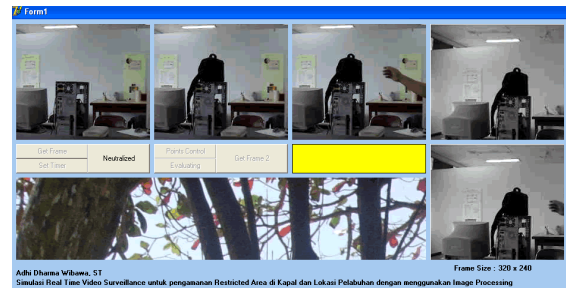 Form1
Get Frame
Set Timer
Neutralized
Points Control
Evaluating
Get Frame 2
Frame Size : 320 x 240
Adhi Dharma Wibawa, ST
Simulasi Real Time Video Surveillance untuk pengamanan Restricted Area di Kapal dan Lokasi Pelabuhan dengan menggunakan Image Processing